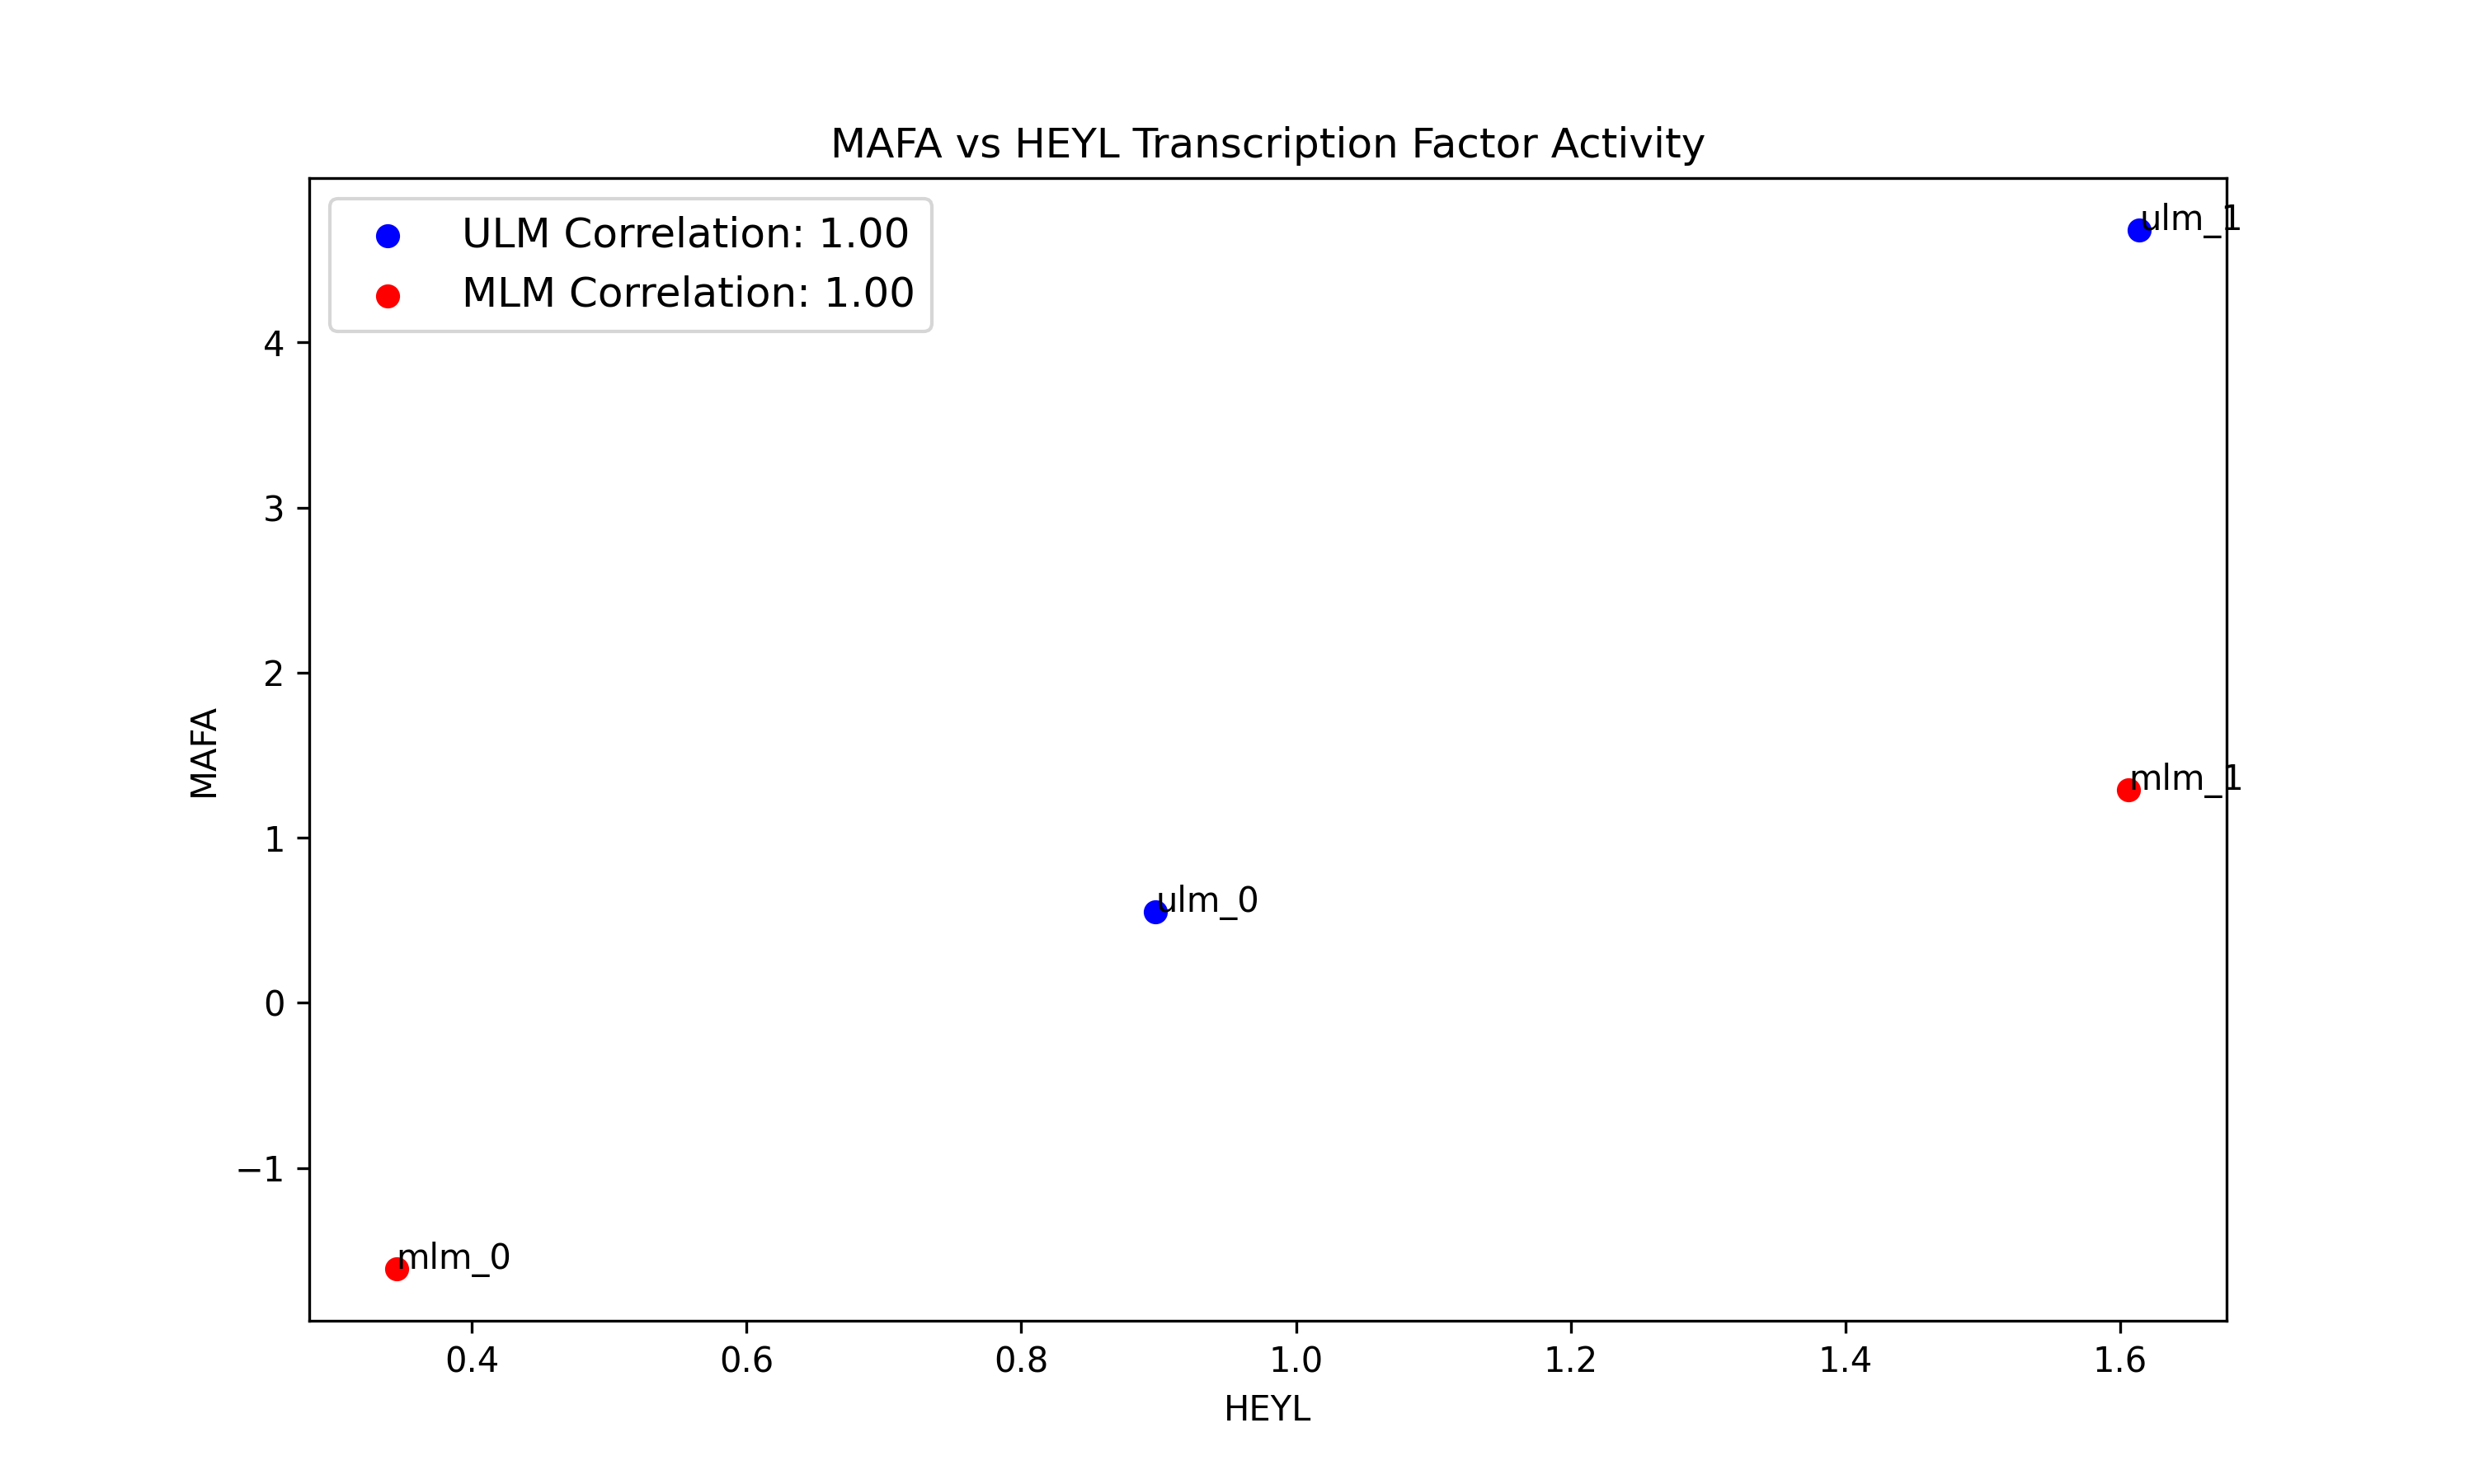 MAFA vs HEYL Transcription Factor Activity
ULM Correlation: 1.00
MLM Correlation: 1.00
ulm_1
mlm_1
ulm_0
mlm_0
MAFA
4
3
2
1
0
−1
0.4 0.6 0.8 1.0 1.2 1.4 1.6
HEYL